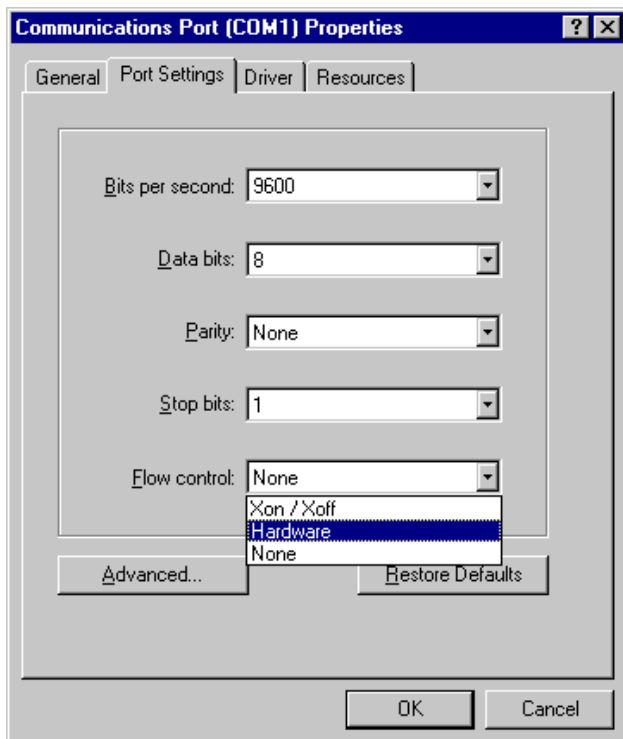 Communications Port (COM1) Properties
General Port Settings Driver Resources
Bits per second: 9600
Data bits: 8
Parity: None
Stop bits: 1
Flow control: None
Xon / Xoff
Hardware
None
Advanced... Restore Defaults
OK Cancel